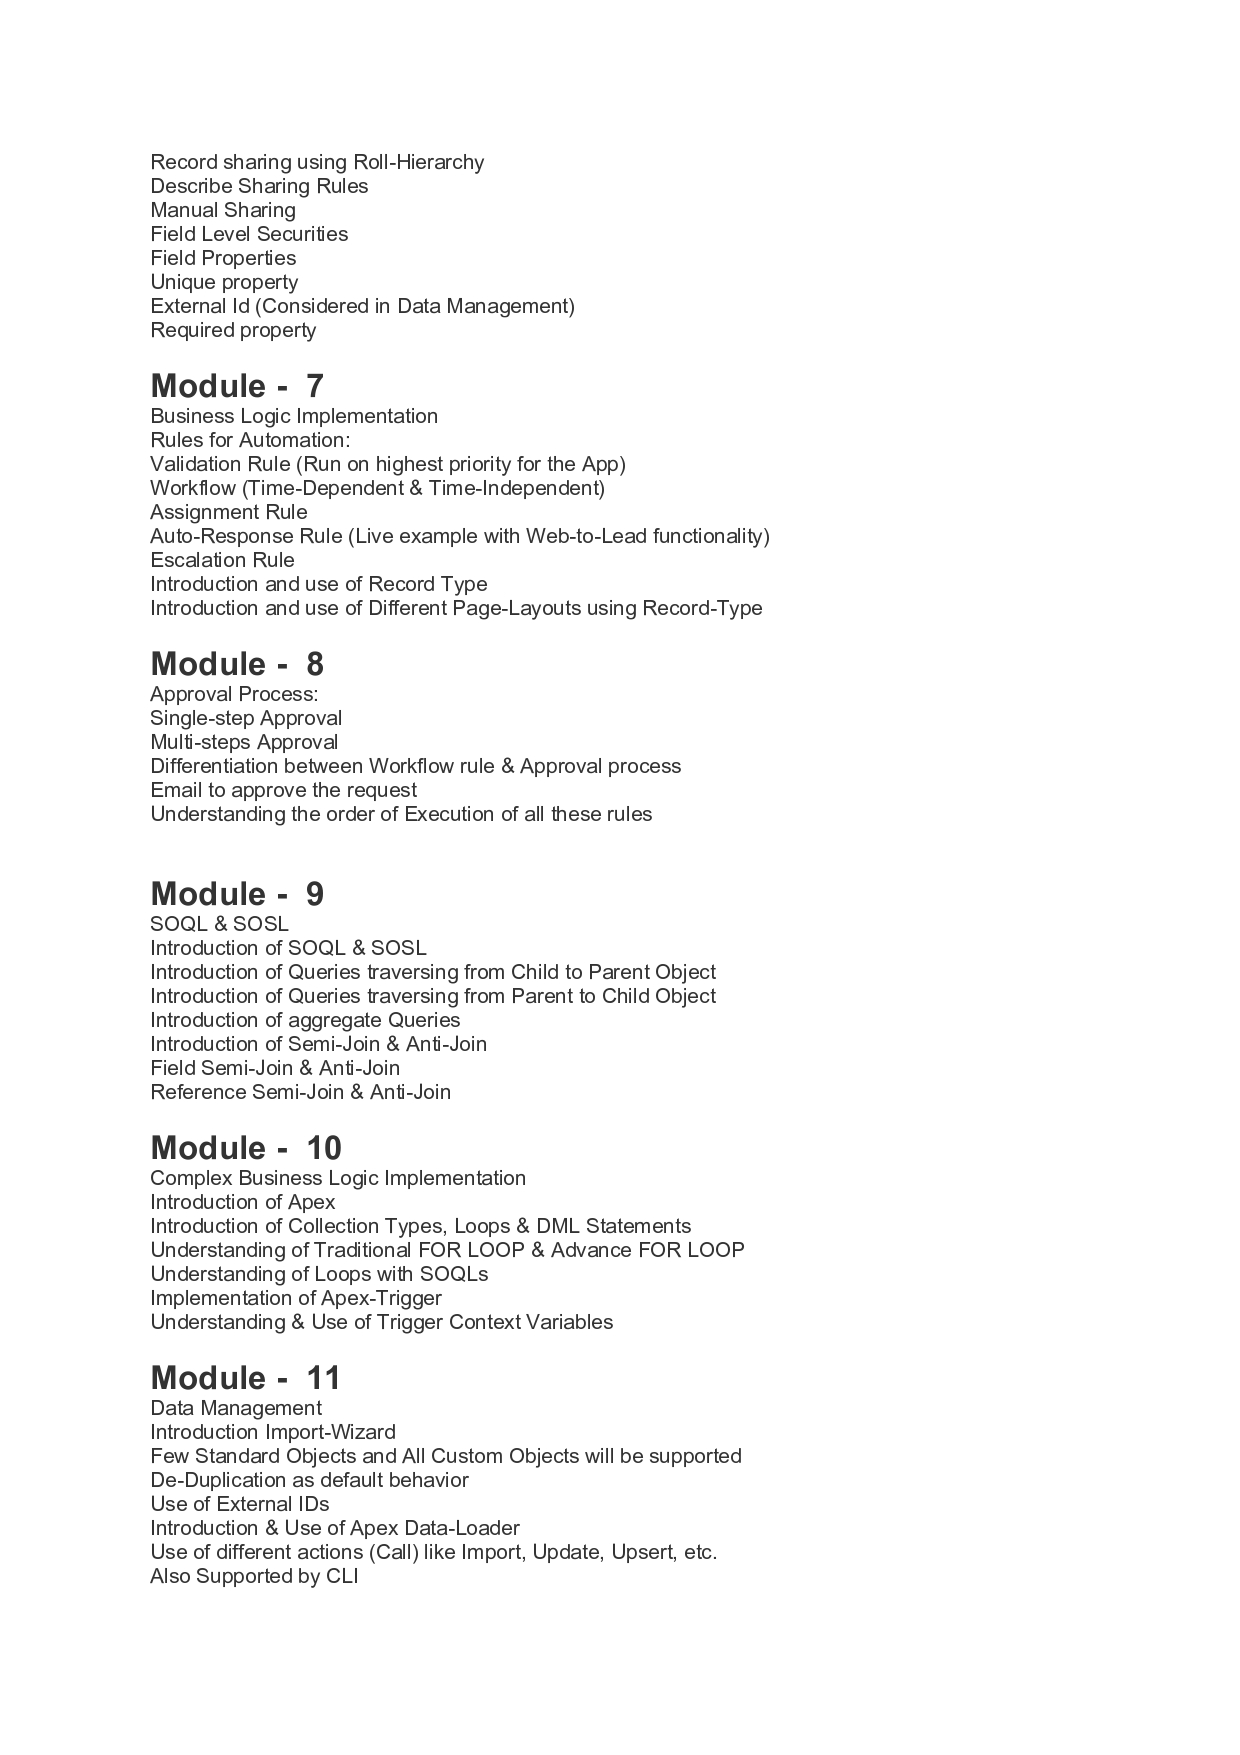 Record sharing using Roll-Hierarchy
Describe Sharing Rules
Manual Sharing
Field Level Securities
Field Properties
Unique property
External Id (Considered in Data Management)
Required property
Module -  7
Business Logic Implementation
Rules for Automation:
Validation Rule (Run on highest priority for the App)
Workflow (Time-Dependent & Time-Independent)
Assignment Rule
Auto-Response Rule (Live example with Web-to-Lead functionality)
Escalation Rule
Introduction and use of Record Type
Introduction and use of Different Page-Layouts using Record-Type
Module -  8
Approval Process:
Single-step Approval
Multi-steps Approval
Differentiation between Workflow rule & Approval process
Email to approve the request
Understanding the order of Execution of all these rules
Module -  9
SOQL & SOSL
Introduction of SOQL & SOSL
Introduction of Queries traversing from Child to Parent Object
Introduction of Queries traversing from Parent to Child Object
Introduction of aggregate Queries
Introduction of Semi-Join & Anti-Join
Field Semi-Join & Anti-Join
Reference Semi-Join & Anti-Join
Module -  10
Complex Business Logic Implementation
Introduction of Apex
Introduction of Collection Types, Loops & DML Statements
Understanding of Traditional FOR LOOP & Advance FOR LOOP
Understanding of Loops with SOQLs
Implementation of Apex-Trigger
Understanding & Use of Trigger Context Variables
Module -  11
Data Management
Introduction Import-Wizard
Few Standard Objects and All Custom Objects will be supported
De-Duplication as default behavior
Use of External IDs
Introduction & Use of Apex Data-Loader
Use of different actions (Call) like Import, Update, Upsert, etc.
Also Supported by CLI